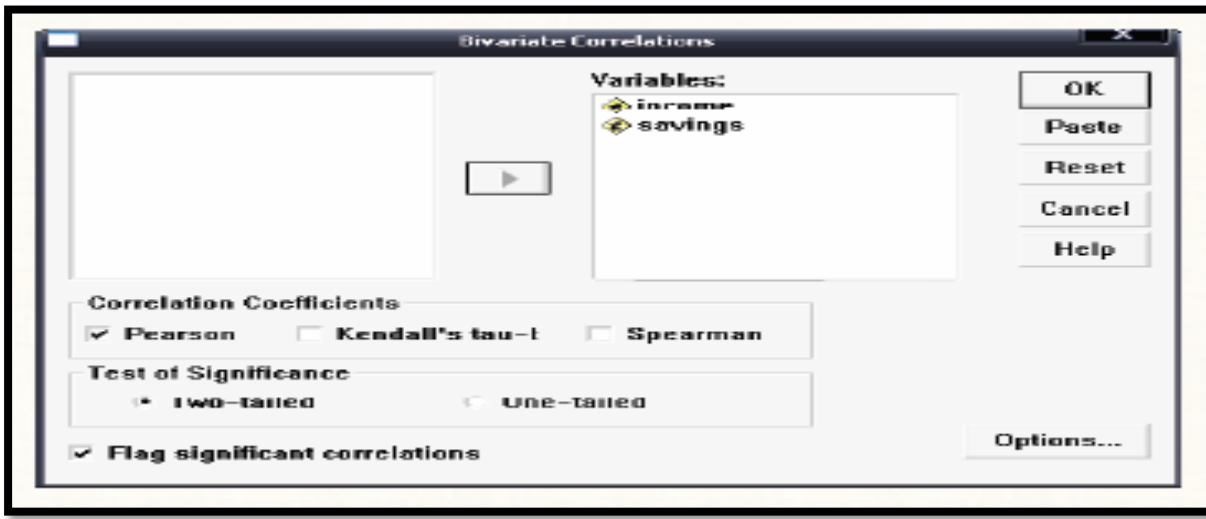 Bivariate Correlations
Variables:
income
savings
OK
Paste
Reset
Cancel
Help
Correlation Coefficients
Pearson Kendall's tau-t Spearman
Test of Significance
Two-tailed One-tailed
Flag significant correlations
Options...